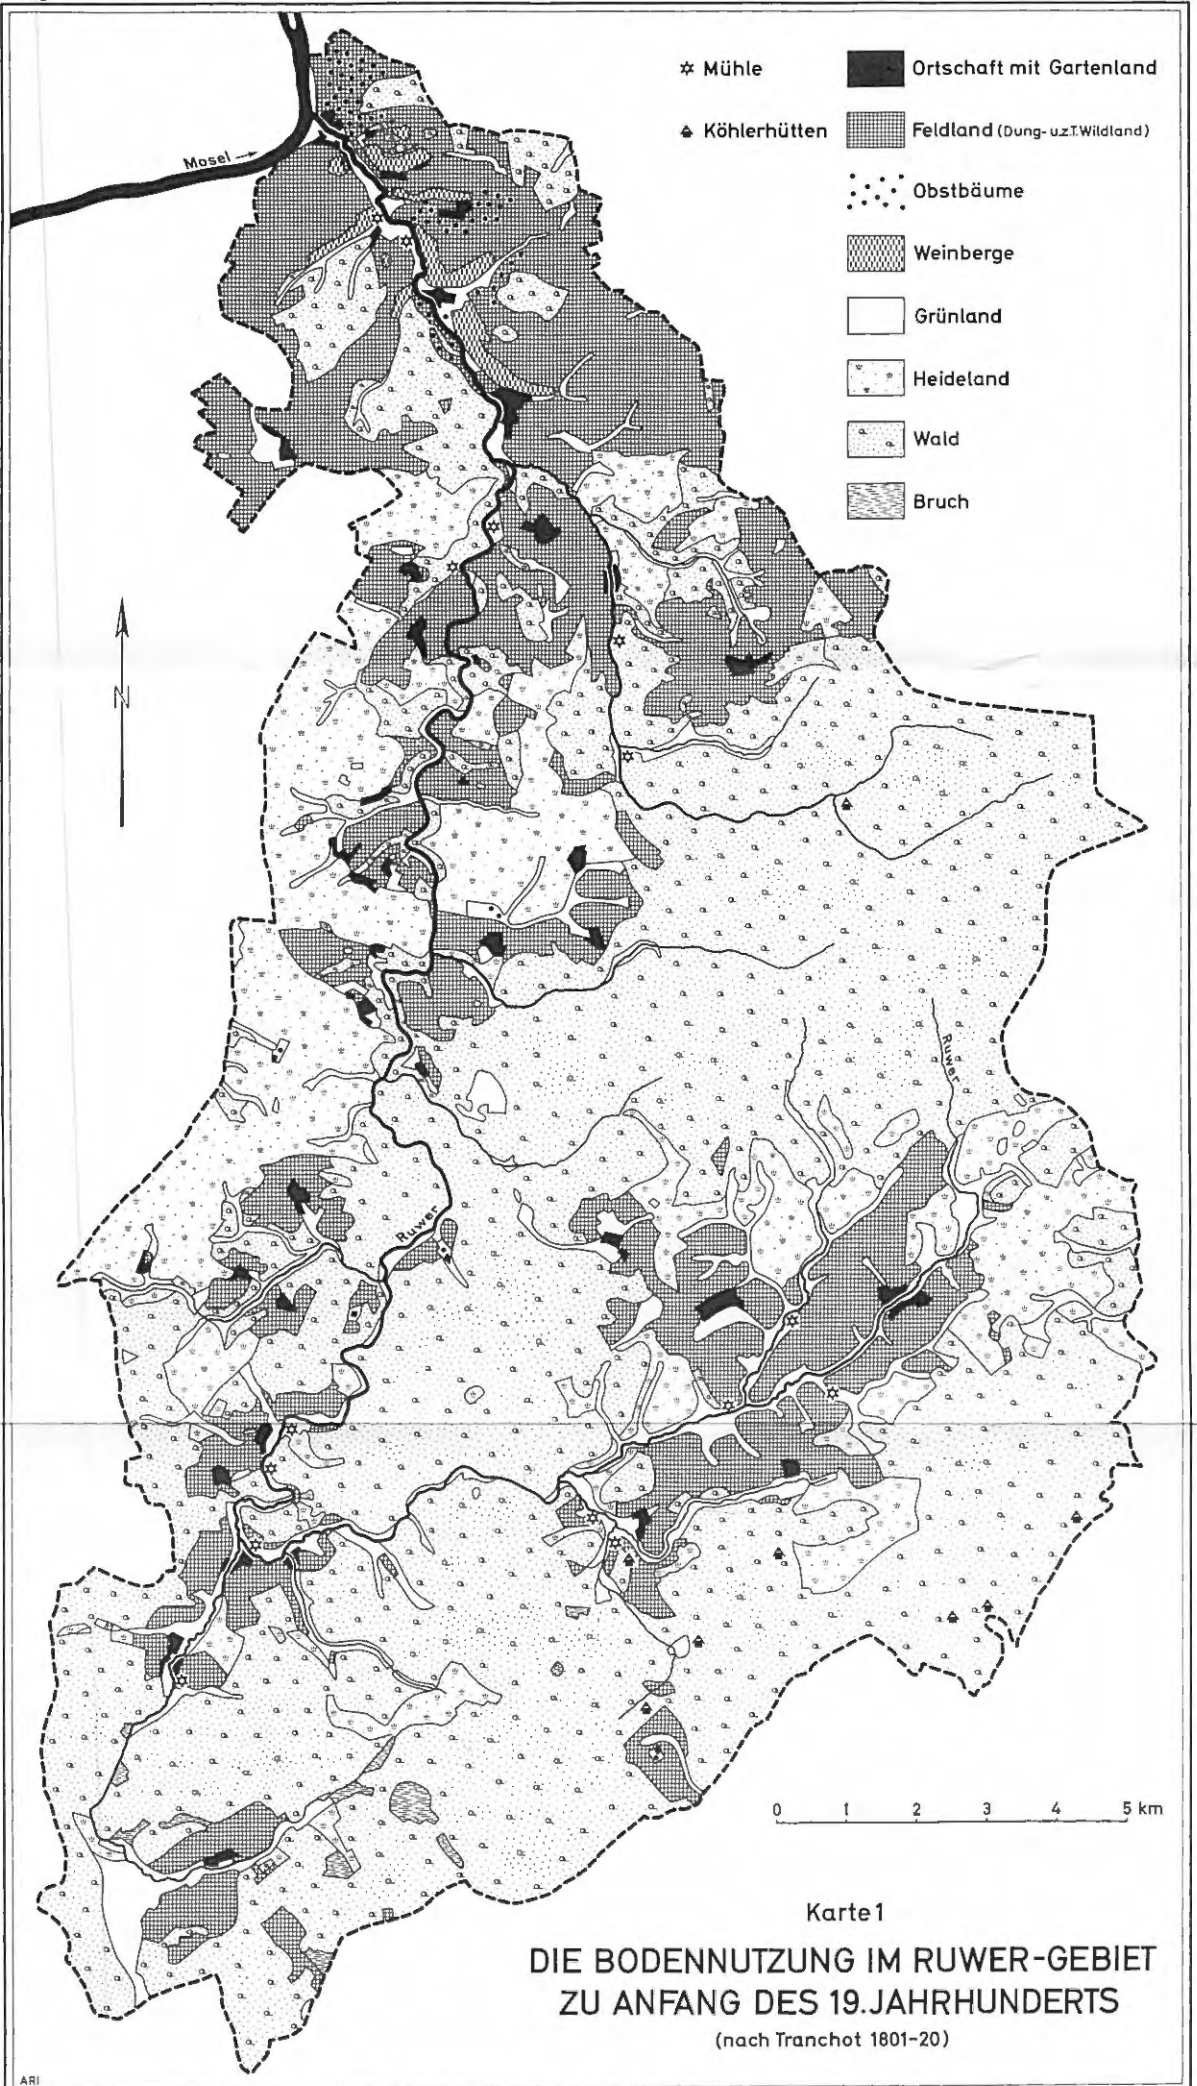 Mühle
Köhlerhütten
Ortschaft mit Gartenland
Feldland (Dung- u.z.T. Wildland)
Obstbäume
Weinberge
Grünland
Heideland
Wald
Bruch
Mosel
N
Ruwer
Ruwer
0 1 2 3 4 5 km
Karte 1
DIE BODENNUTZUNG IM RUWER-GEBIET
ZU ANFANG DES 19. JAHRHUNDERTS
(nach Tranchot 1801-20)
ARI